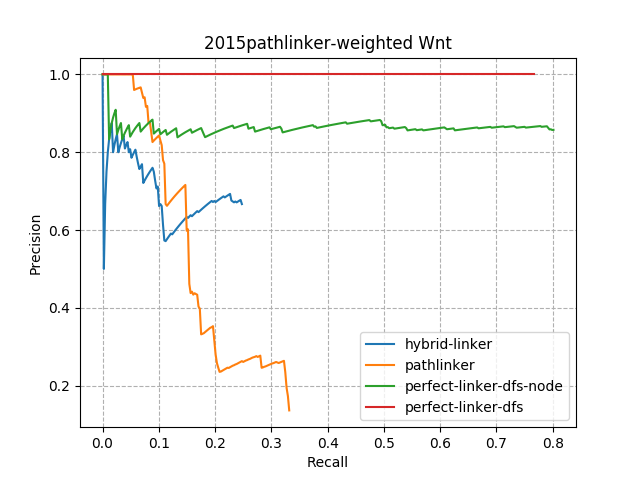 2015pathlinker-weighted Wnt
Precision
1.0
0.8
0.6
0.4
0.2
0.0 0.1 0.2 0.3 0.4 0.5 0.6 0.7 0.8
Recall
hybrid-linker
pathlinker
perfect-linker-dfs-node
perfect-linker-dfs